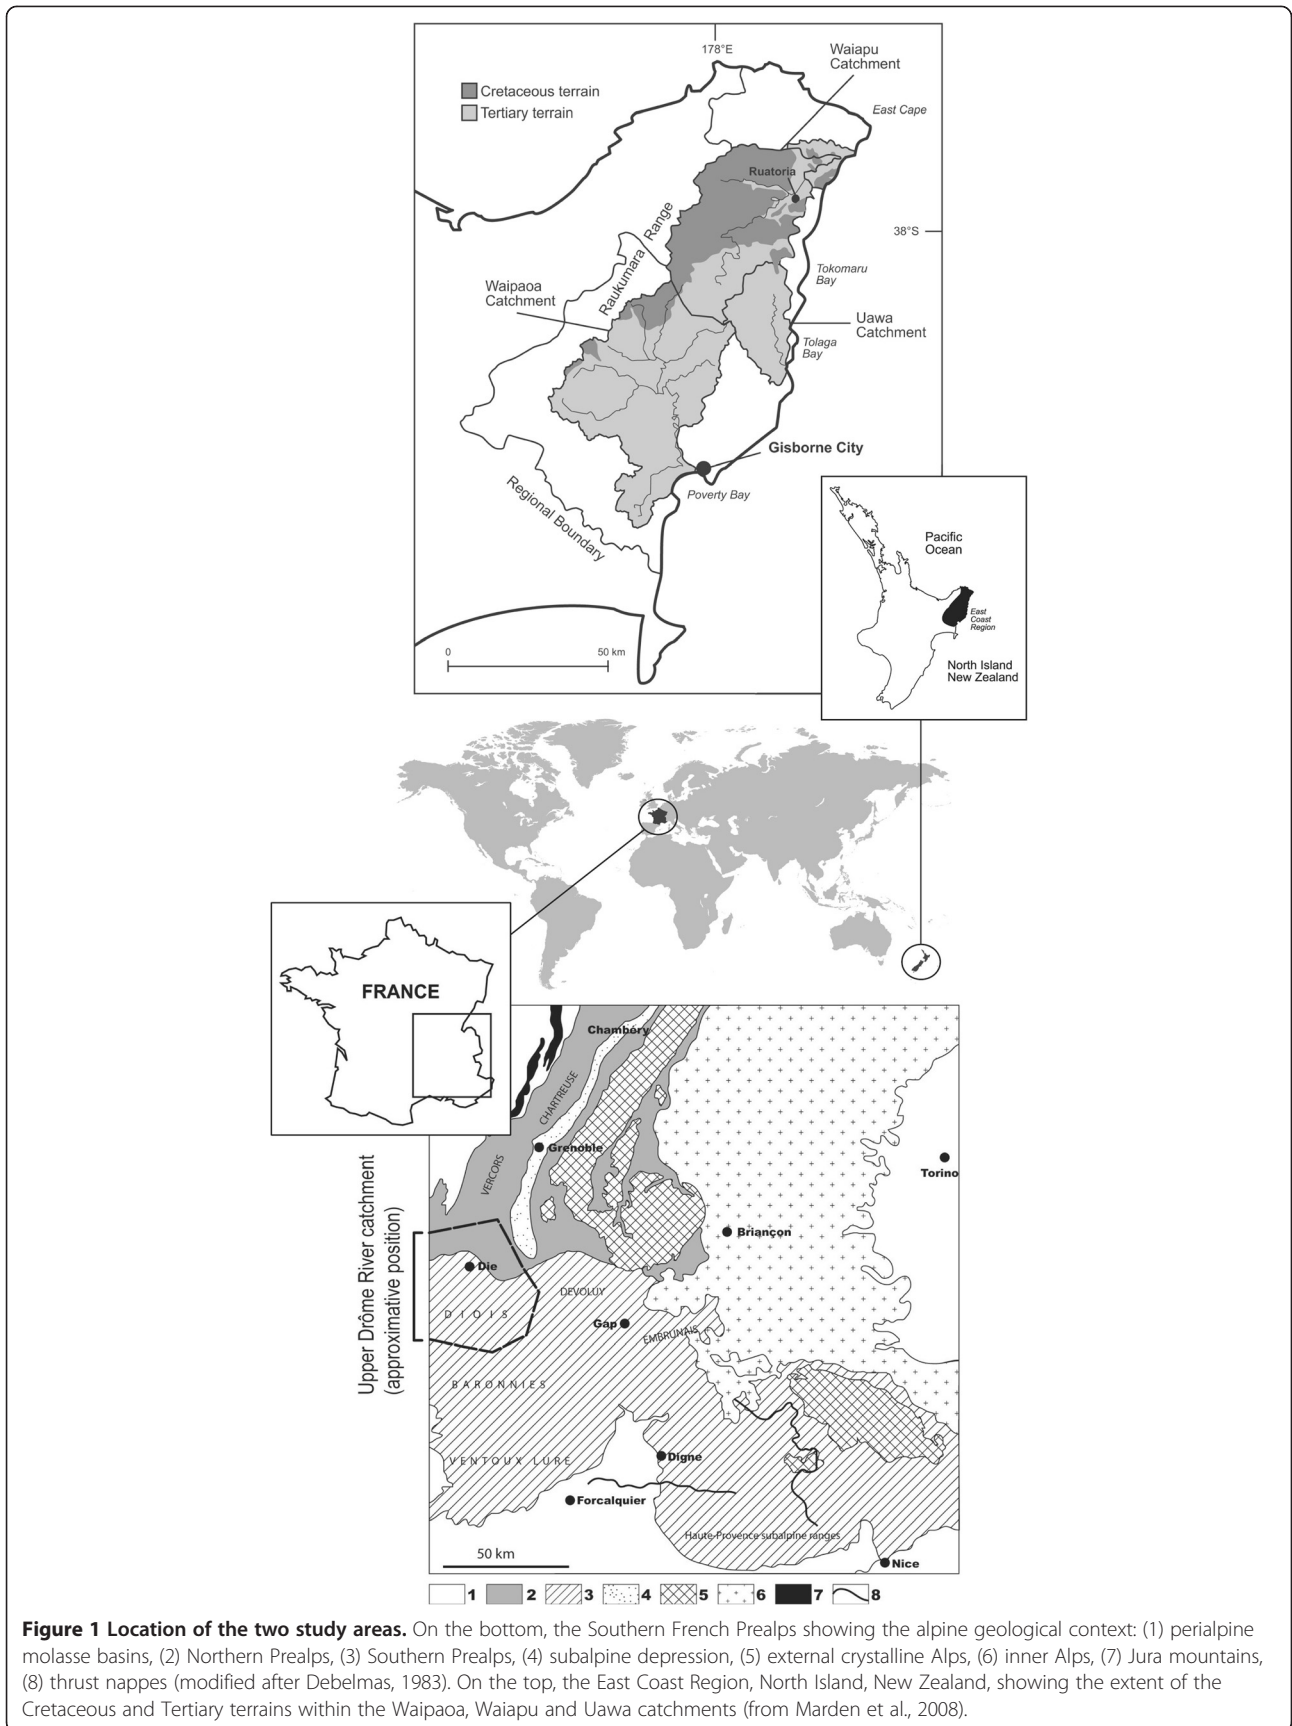 178°E
Waiapu
Catchment
Cretaceous terrain
Tertiary terrain
East Cape
Ruatoria
38°S
Raukumara Range
Tokomaru
Bay
Waipaoa
Catchment
Uawa
Catchment
Tolaga
Bay
Gisborne City
Poverty Bay
Regional Boundary
0 50 km
Pacific
Ocean
East
Coast
Region
North Island
New Zealand
FRANCE
Chambéry
CHARTREUSE
Grenoble
VERCORS
Torino
Briançon
Upper Drôme River catchment
(approximative position)
Die
DEVOLUY
DIOIS
Gap
EMBRUNAIS
BARONNIES
Digne
VENTOUX LURE
Forcalquier
Haute-Provence subalpine ranges
Nice
50 km
1 2 3 4 5 6 7 8
Figure 1 Location of the two study areas. On the bottom, the Southern French Prealps showing the alpine geological context: (1) perialpine
molasse basins, (2) Northern Prealps, (3) Southern Prealps, (4) subalpine depression, (5) external crystalline Alps, (6) inner Alps, (7) Jura mountains,
(8) thrust nappes (modified after Debelmas, 1983). On the top, the East Coast Region, North Island, New Zealand, showing the extent of the
Cretaceous and Tertiary terrains within the Waipaoa, Waiapu and Uawa catchments (from Marden et al., 2008).